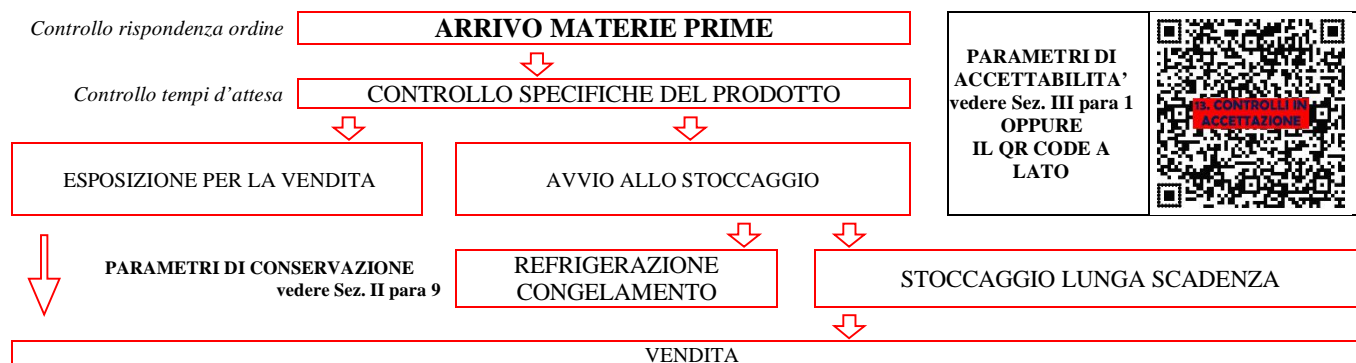 Controllo rispondenza ordine
ARRIVO MATERIE PRIME
Controllo tempi d'attesa
CONTROLLO SPECIFICHE DEL PRODOTTO
PARAMETRI DI
ACCETTABILITA'
vedere Sez. III para 1
OPPURE
IL QR CODE A
LATO
13. CONTROLLI IN
ACCETTAZIONE
ESPOSIZIONE PER LA VENDITA
AVVIO ALLO STOCCAGGIO
PARAMETRI DI CONSERVAZIONE
vedere Sez. II para 9
REFRIGERAZIONE
CONGELAMENTO
STOCCAGGIO LUNGA SCADENZA
VENDITA